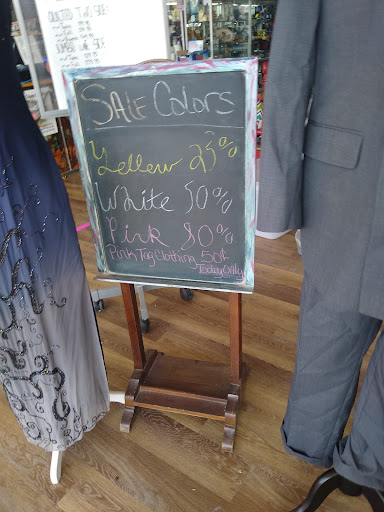 Sale Colors
Yellow 25%
White 50%
Pink 80%
Pink Tag Clothing 50¢
Today Only